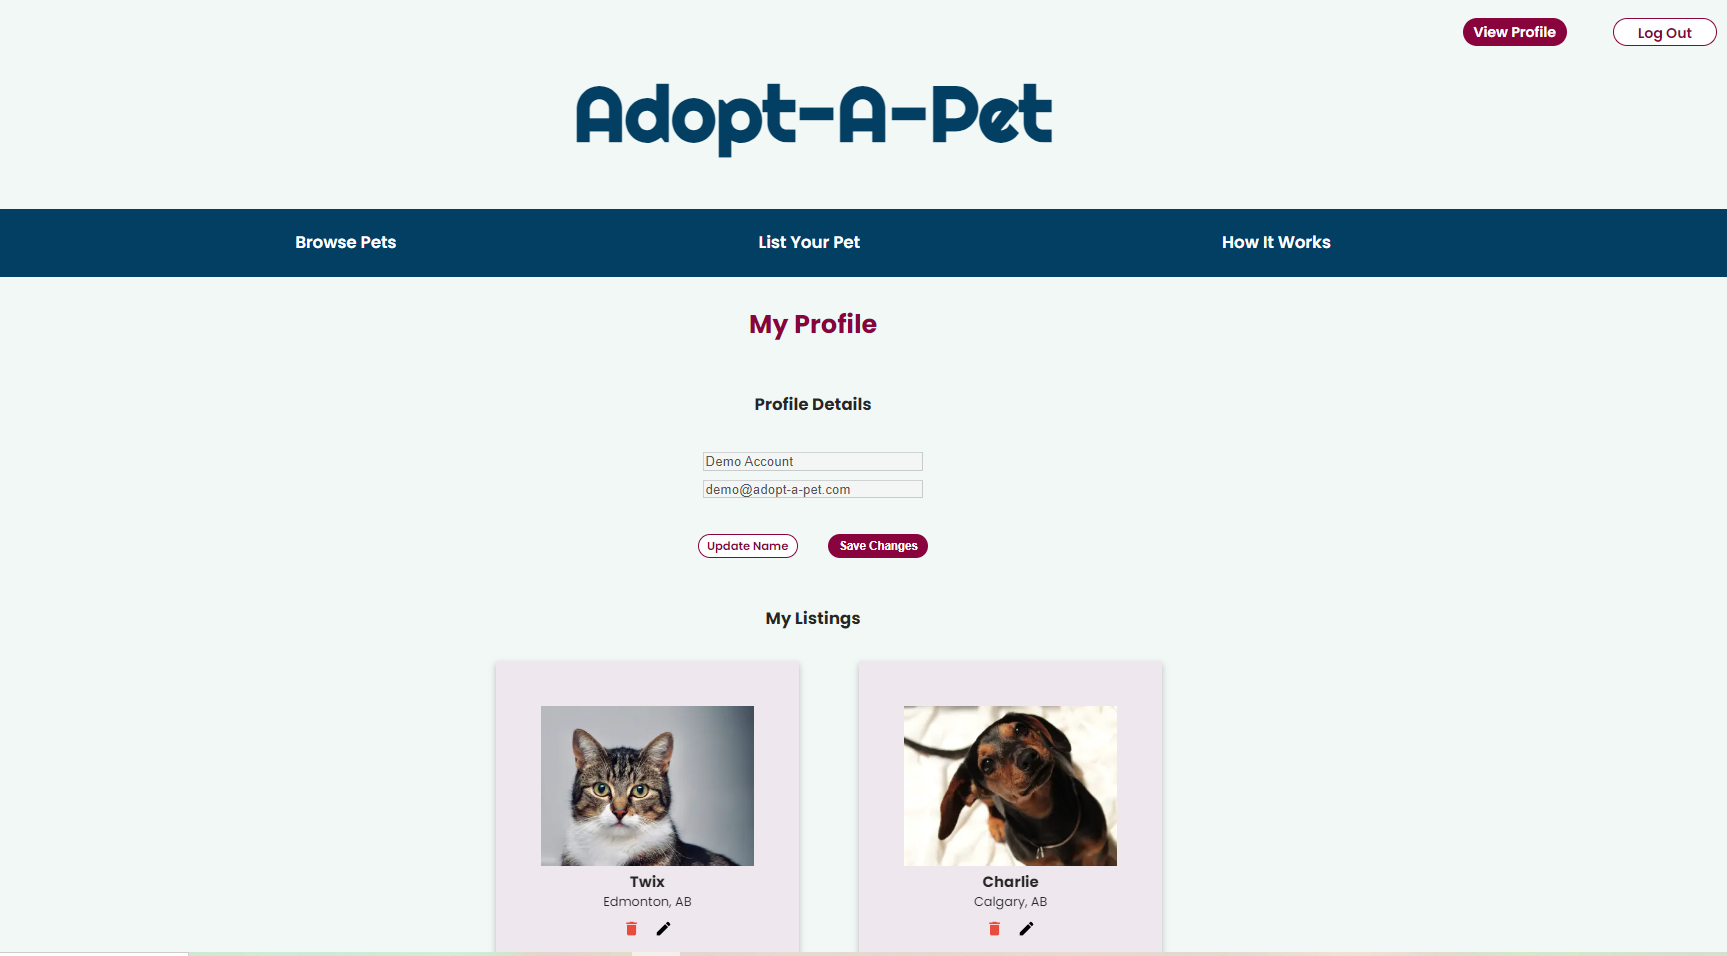 View Profile
Log Out
Adopt-A-Pet
Browse Pets
List Your Pet
How It Works
My Profile
Profile Details
Demo Account
demo@adopt-a-pet.com
Update Name
Save Changes
My Listings
Twix
Edmonton, AB
Charlie
Calgary, AB